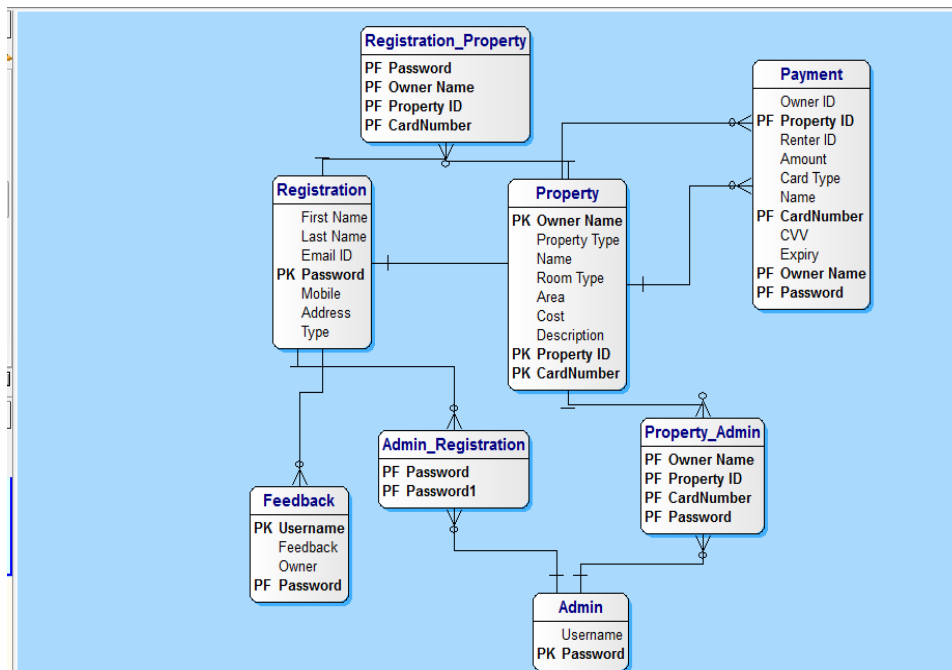 Registration_Property
PF Password
PF Owner Name
PF Property ID
PF CardNumber
Payment
Owner ID
PF Property ID
Renter ID
Amount
Card Type
Name
PF CardNumber
CVV
Expiry
PF Owner Name
PF Password
Registration
First Name
Last Name
Email ID
PK Password
Mobile
Address
Type
Property
PK Owner Name
Property Type
Name
Room Type
Area
Cost
Description
PK Property ID
PK CardNumber
Admin_Registration
PF Password
PF Password1
Property_Admin
PF Owner Name
PF Property ID
PF CardNumber
PF Password
Feedback
PK Username
Feedback
Owner
PF Password
Admin
Username
PK Password